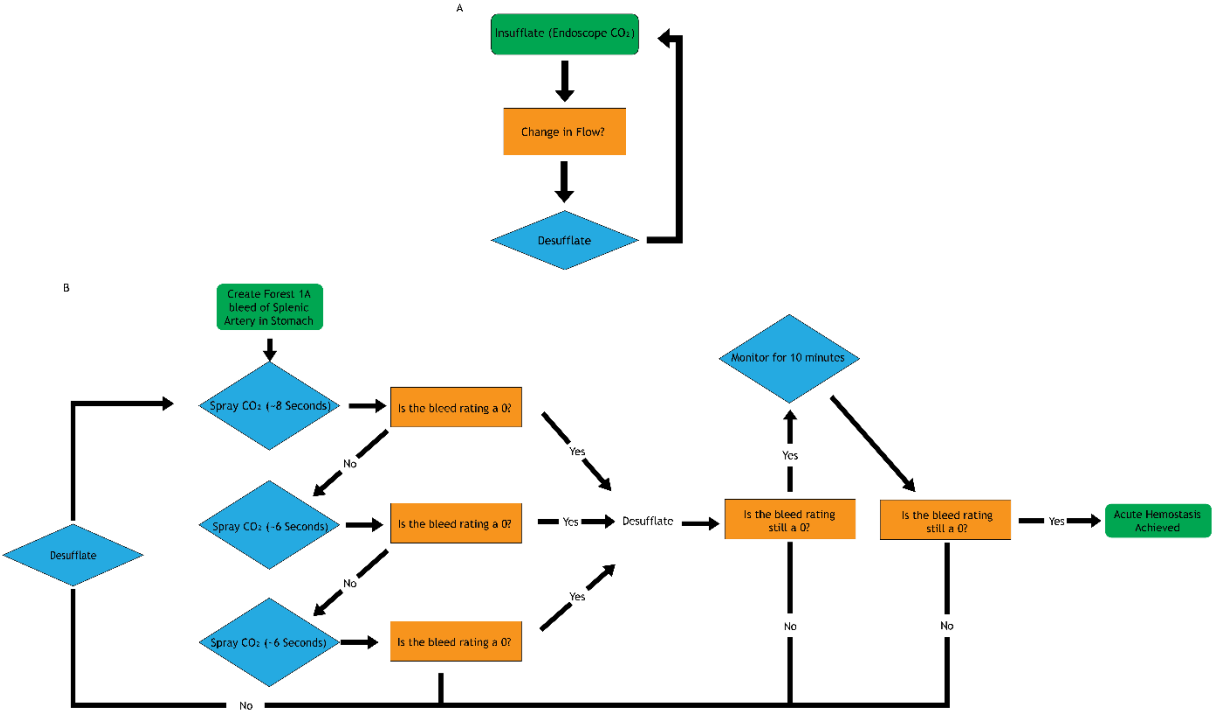 A
Insufflate (Endoscope CO₂)
Change in Flow?
Desufflate
B
Create Forest 1A
bleed of Splenic
Artery in Stomach
Monitor for 10 minutes
Spray CO₂ (~8 Seconds)
Is the bleed rating a 0?
Yes
No
Yes
Spray CO₂ (~6 Seconds)
Is the bleed rating a 0?
Yes
Desufflate
Is the bleed rating
still a 0?
Is the bleed rating
still a 0?
Yes
Acute Hemostasis
Achieved
Desufflate
No
Yes
Spray CO₂ (~6 Seconds)
Is the bleed rating a 0?
No
No
No